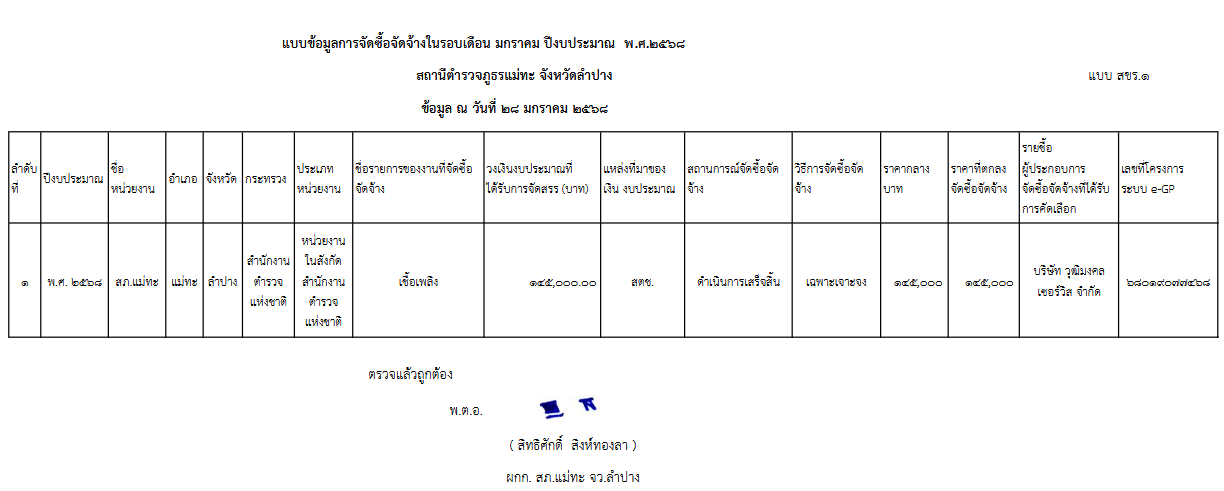 แบบข้อมูลการจัดซื้อจัดจ้างในรอบเดือน มกราคม ปีงบประมาณ พ.ศ.๒๕๖๘
สถานีตำรวจภูธรแม่ทะ จังหวัดลำปาง
แบบ สขร.๑
ข้อมูล ณ วันที่ ๒๘ มกราคม ๒๕๖๘
ลำดับ
ที่
ปีงบประมาณ
ชื่อ
หน่วยงาน
อำเภอ
จังหวัด
กระทรวง
ประเภท
หน่วยงาน
ชื่อรายการของงานที่จัดซื้อ
จัดจ้าง
วงเงินงบประมาณที่
ได้รับการจัดสรร (บาท)
แหล่งที่มาของ
เงิน งบประมาณ
สถานการณ์จัดซื้อจัด
จ้าง
วิธีการจัดซื้อจัด
จ้าง
ราคากลาง
บาท
ราคาที่ตกลง
จัดซื้อจัดจ้าง
รายชื่อ
ผู้ประกอบการ
จัดซื้อจัดจ้างที่ได้รับ
การคัดเลือก
เลขที่โครงการ
ระบบ e-GP
๑
พ.ศ. ๒๕๖๘
สภ.แม่ทะ
แม่ทะ
ลำปาง
สำนักงาน
ตำรวจ
แห่งชาติ
หน่วยงาน
ในสังกัด
สำนักงาน
ตำรวจ
แห่งชาติ
เชื้อเพลิง
๑๔๕,๐๐๐.๐๐
สตช.
ดำเนินการเสร็จสิ้น
เฉพาะเจาะจง
๑๔๕,๐๐๐
๑๔๕,๐๐๐
บริษัท วุฒิมงคล
เซอร์วิส จำกัด
๖๘๐๑๙๐๗๗๔๖๘
ตรวจแล้วถูกต้อง
พ.ต.อ.
( สิทธิศักดิ์ สิงห์ทองลา )
ผกก. สภ.แม่ทะ จว.ลำปาง